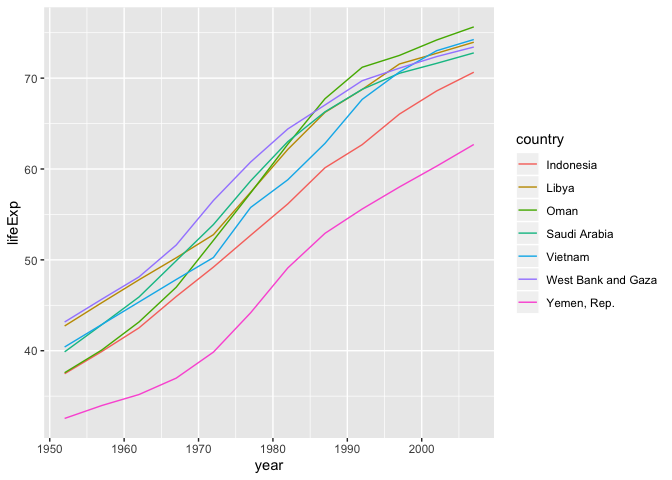 lifeExp
70
60
50
40
1950
1960
1970
1980
1990
2000
year
country
Indonesia
Libya
Oman
Saudi Arabia
Vietnam
West Bank and Gaza
Yemen, Rep.